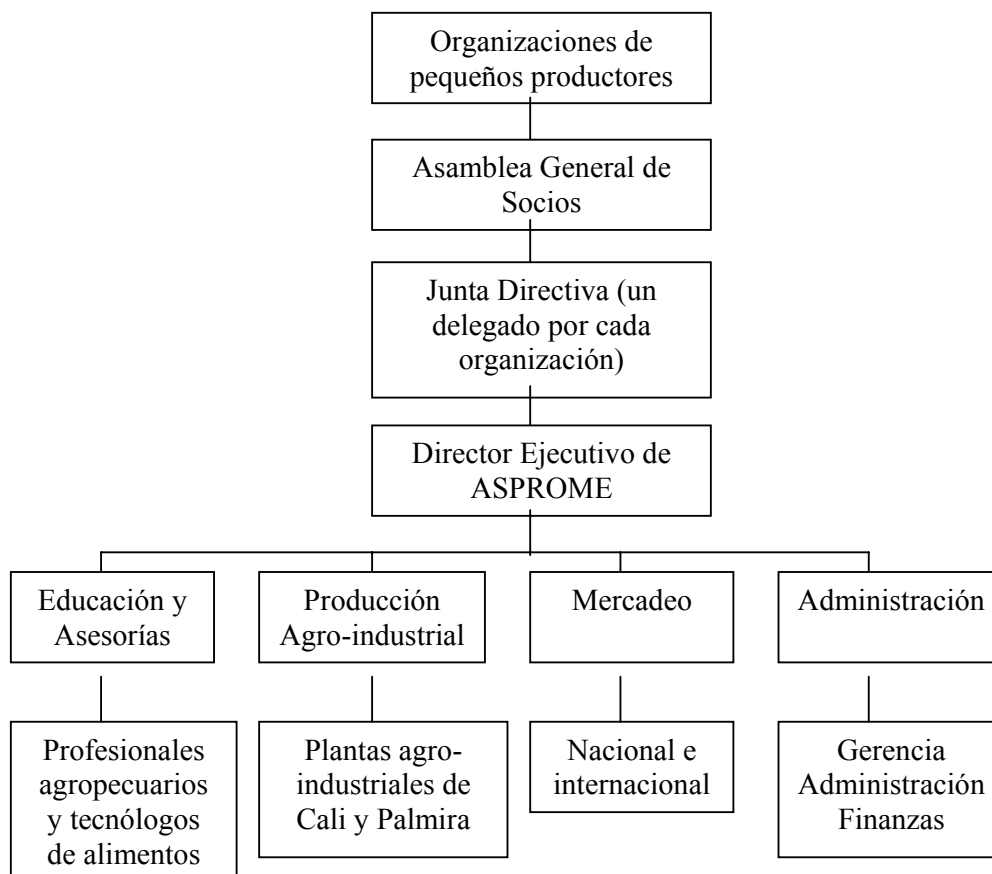 Organizaciones de
pequeños productores
Asamblea General de
Socios
Junta Directiva (un
delegado por cada
organización)
Director Ejecutivo de
ASPROME
Educación y
Asesorías
Producción
Agro-industrial
Mercadeo
Administración
Profesionales
agropecuarios
y tecnólogos
de alimentos
Plantas agro-
industriales de
Cali y Palmira
Nacional e
internacional
Gerencia
Administración
Finanzas